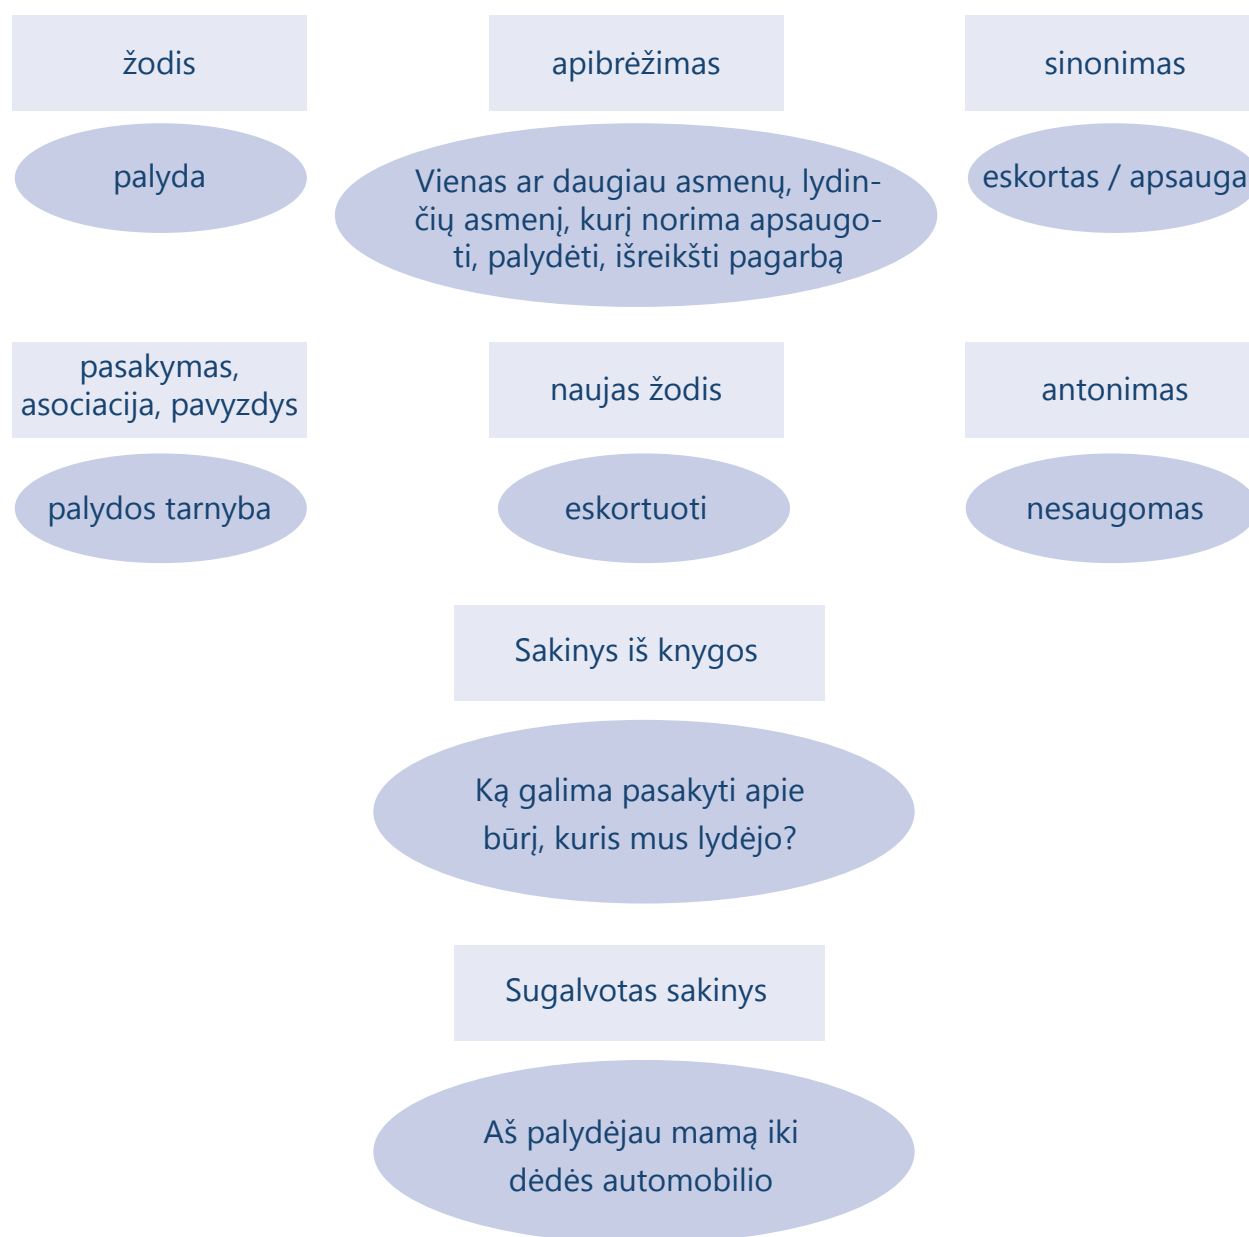 žodis
apibrėžimas
sinonimas
palyda
Vienas ar daugiau asmenų, lydin-
čių asmenį, kurį norima apsaugo-
ti, palydėti, išreikšti pagarbą
eskortas / apsauga
pasakymas,
asociacija, pavyzdys
naujas žodis
antonimas
palydos tarnyba
eskortuoti
nesaugomas
Sakinys iš knygos
Ką galima pasakyti apie
būrį, kuris mus lydėjo?
Sugalvotas sakinys
Aš palydėjau mamą iki
dėdės automobilio